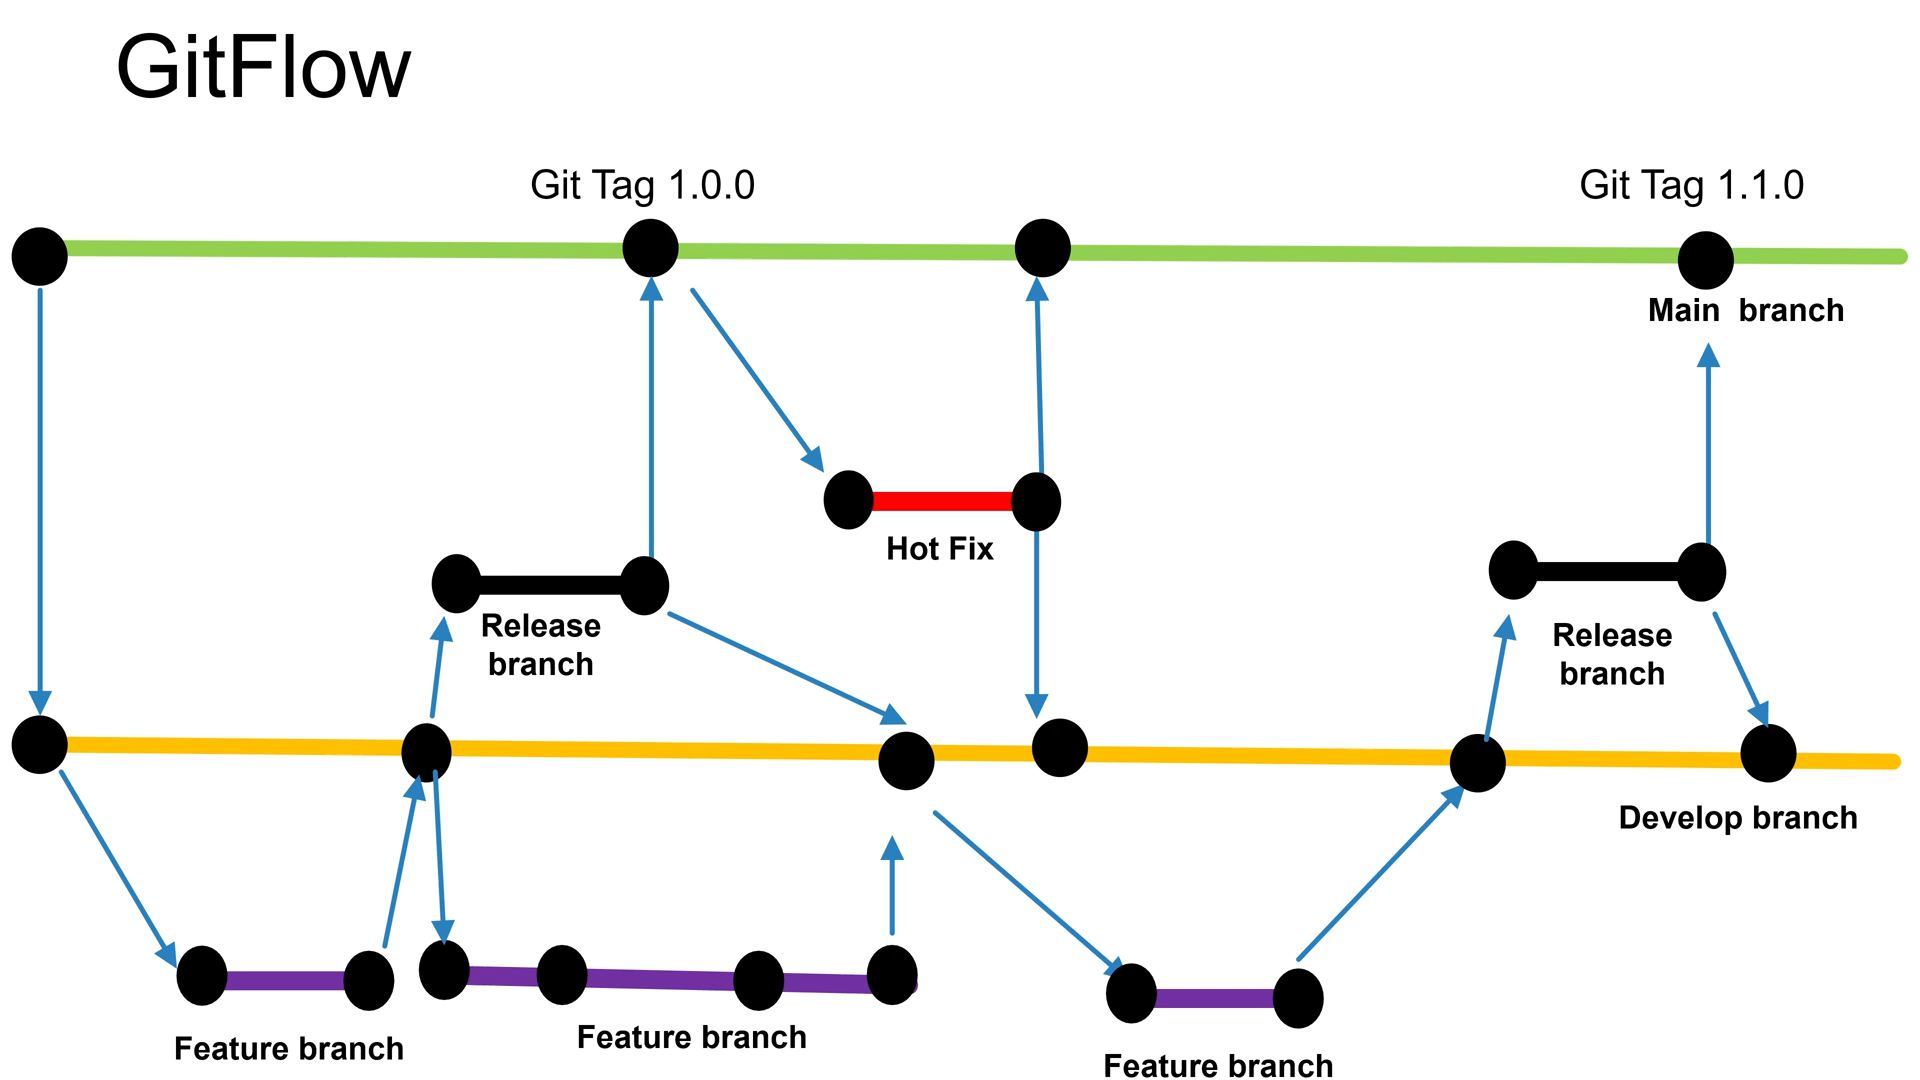 GitFlow
Git Tag 1.0.0
Git Tag 1.1.0
Main branch
Hot Fix
Release
branch
Release
branch
Develop branch
Feature branch
Feature branch
Feature branch